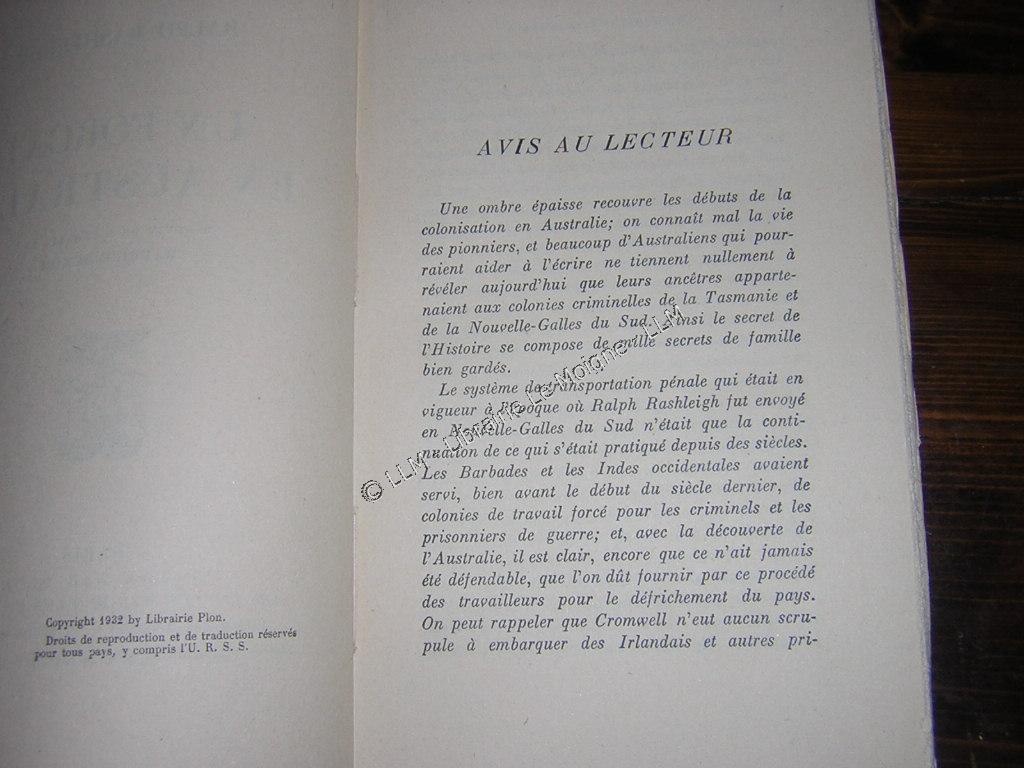 Copyright 1932 by Librairie Plon.
Droits de reproduction et de traduction réservés
pour tous pays, y compris l'U. R. S. S.
AVIS AU LECTEUR
Une ombre épaisse recouvre les débuts de la
colonisation en Australie; on connaît mal la vie
des pionniers, et beaucoup d'Australiens qui pour-
raient aider à l'écrire ne tiennent nullement à
révéler aujourd'hui que leurs ancêtres apparte-
naient aux colonies criminelles de la Tasmanie et
de la Nouvelle-Galles du Sud. Ainsi le secret de
l'Histoire se compose de mille secrets de famille
bien gardés.
Le système de transportation pénale qui était en
vigueur à l'époque où Ralph Rashleigh fut envoyé
en Nouvelle-Galles du Sud n'était que la conti-
nuation de ce qui s'était pratiqué depuis des siècles.
Les Barbades et les Indes occidentales avaient
servi, bien avant le début du siècle dernier, de
colonies de travail forcé pour les criminels et les
prisonniers de guerre; et, avec la découverte de
l'Australie, il est clair, encore que ce n'ait jamais
été défendable, que l'on dût fournir par ce procédé
des travailleurs pour le défrichement du pays.
On peut rappeler que Cromwell n'eut aucun scru-
pule à embarquer des Irlandais et autres pri-
© LLM - Librairie Le Moigne - LLM